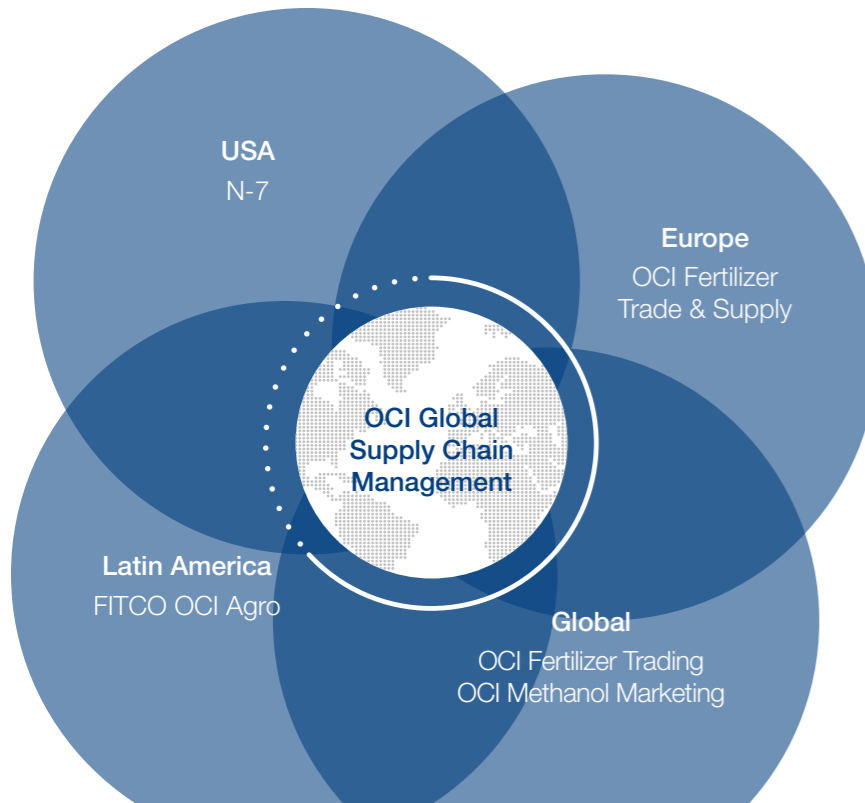 USA
N-7
Europe
OCI Fertilizer
Trade & Supply
OCI Global
Supply Chain
Management
Latin America
FITCO OCI Agro
Global
OCI Fertilizer Trading
OCI Methanol Marketing